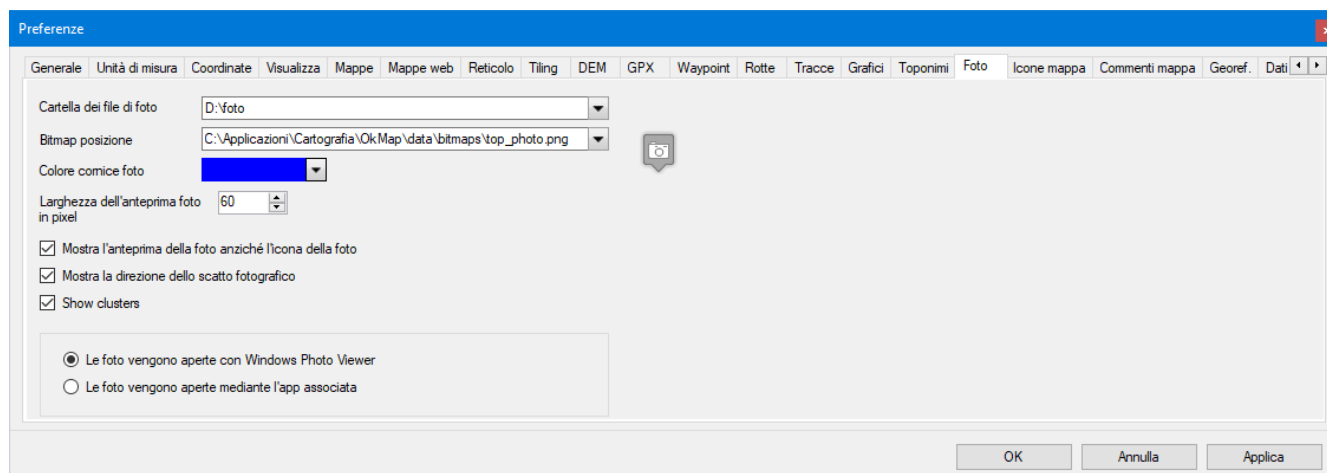 Preferenze
Generale Unità di misura Coordinate Visualizza Mappe Mappe web Reticolo Tiling DEM GPX Waypoint Rotte Tracce Grafici Toponimi Foto Icone mappa Commenti mappa Georef. Dati
Cartella dei file di foto D:\foto
Bitmap posizione C:\Applicazioni\Cartografia\OkMap\data\bitmaps\top_photo.png
Colore cornice foto
Larghezza dell'anteprima foto 60
in pixel
Mostra l'anteprima della foto anziché l'icona della foto
Mostra la direzione dello scatto fotografico
Show clusters
Le foto vengono aperte con Windows Photo Viewer
Le foto vengono aperte mediante l'app associata
OK Annulla Applica